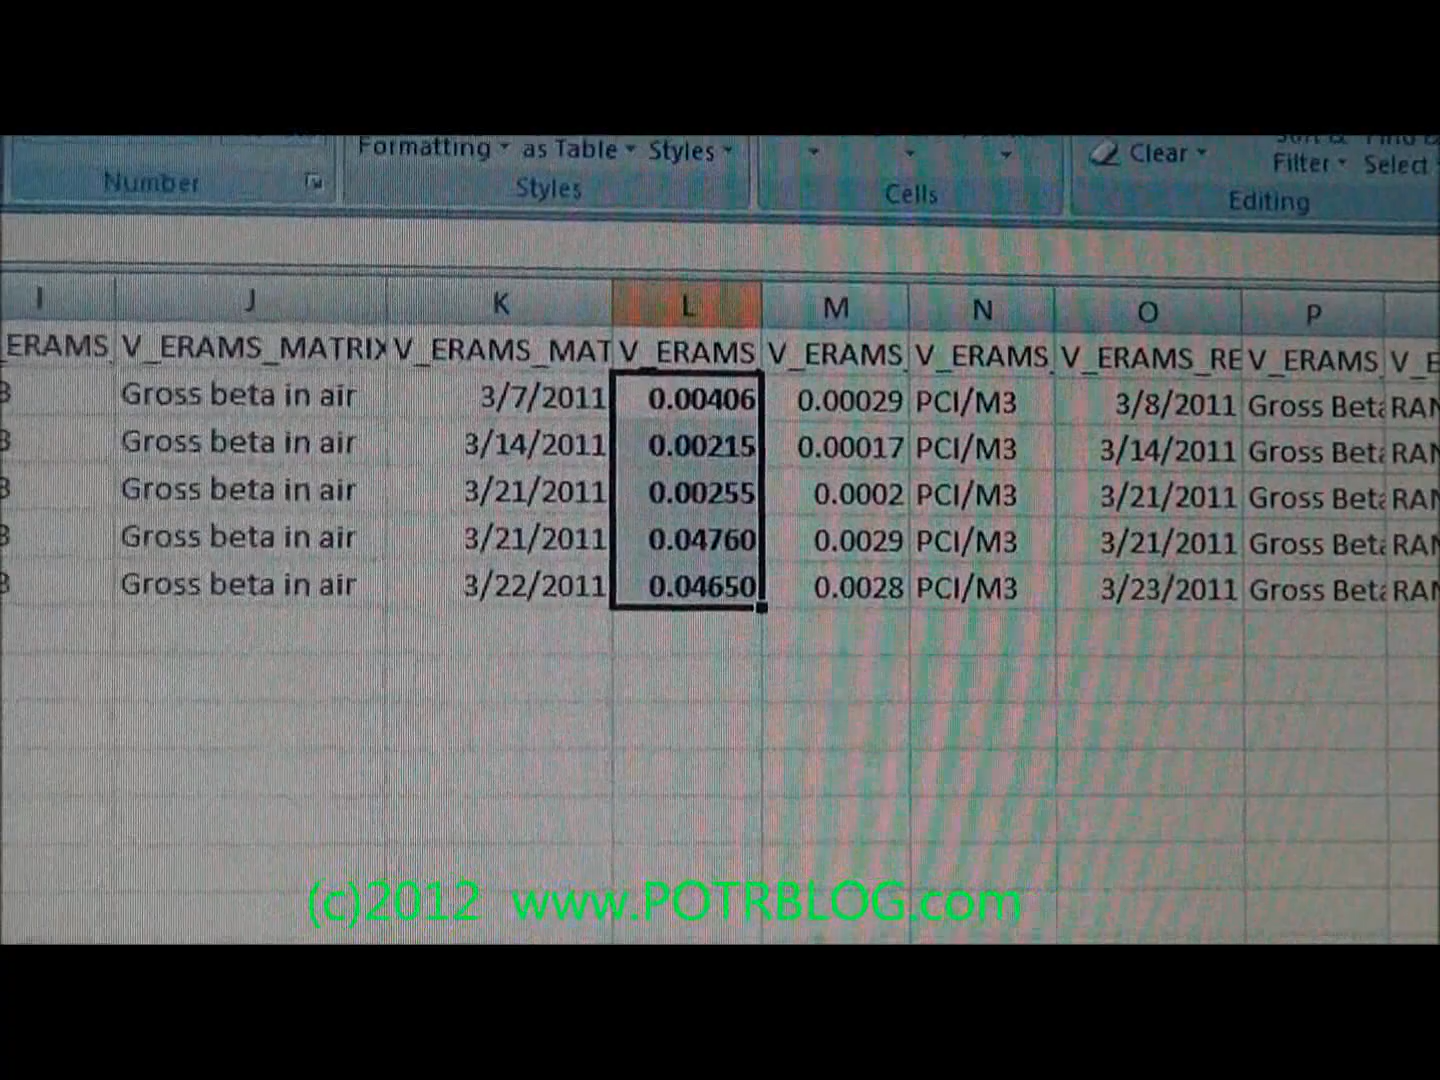 Formatting as Table Styles Clear Filter Select
Number Styles Cells Editing
I J K L M N O P
_ERAMS_ V_ERAMS_MATRIX V_ERAMS_MAT V_ERAMS_ V_ERAMS_ V_ERAMS_ V_ERAMS_RE V_ERAMS_ V_E
Gross beta in air 3/7/2011 0.00406 0.00029 PCI/M3 3/8/2011 Gross Beta RAN
Gross beta in air 3/14/2011 0.00215 0.00017 PCI/M3 3/14/2011 Gross Beta RAN
Gross beta in air 3/21/2011 0.00255 0.0002 PCI/M3 3/21/2011 Gross Beta RAN
Gross beta in air 3/21/2011 0.04760 0.0029 PCI/M3 3/21/2011 Gross Beta RAN
Gross beta in air 3/22/2011 0.04650 0.0028 PCI/M3 3/23/2011 Gross Beta RAN
(c)2012 www.POTRBLOG.com